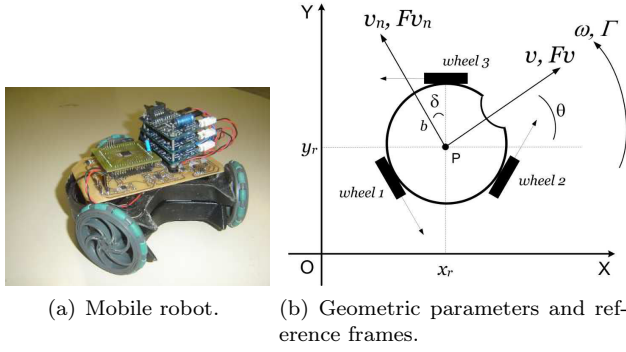 Y
v_n, Fv_n
ω, Γ
wheel 3
v, Fv
δ
θ
b
y_r
P
wheel 1
wheel 2
O
x_r
X
(a) Mobile robot.
(b) Geometric parameters and ref-
erence frames.